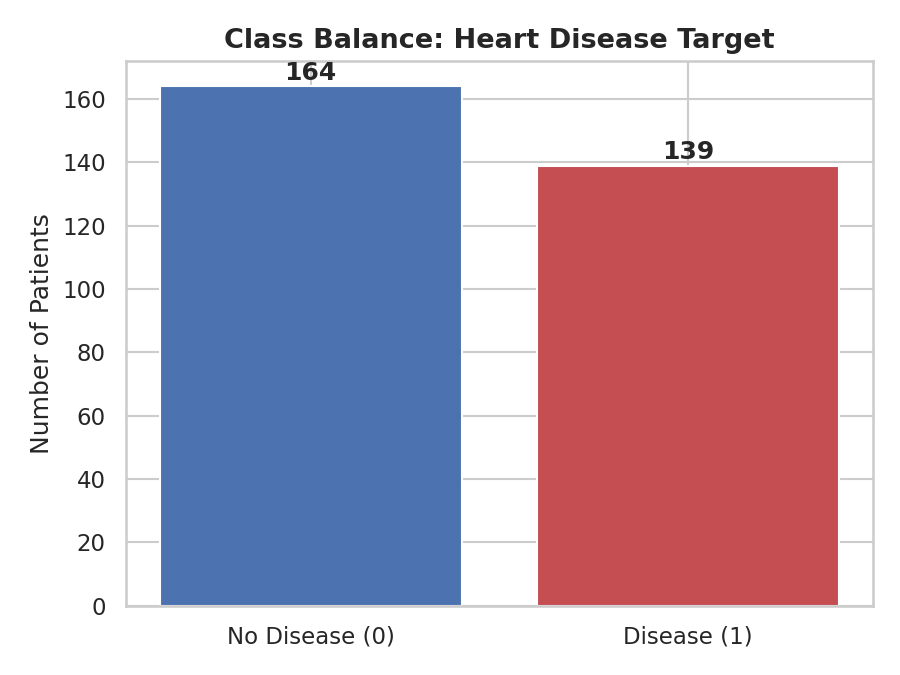 Class Balance: Heart Disease Target
164
139
Number of Patients
160
140
120
100
80
60
40
20
0
No Disease (0)
Disease (1)